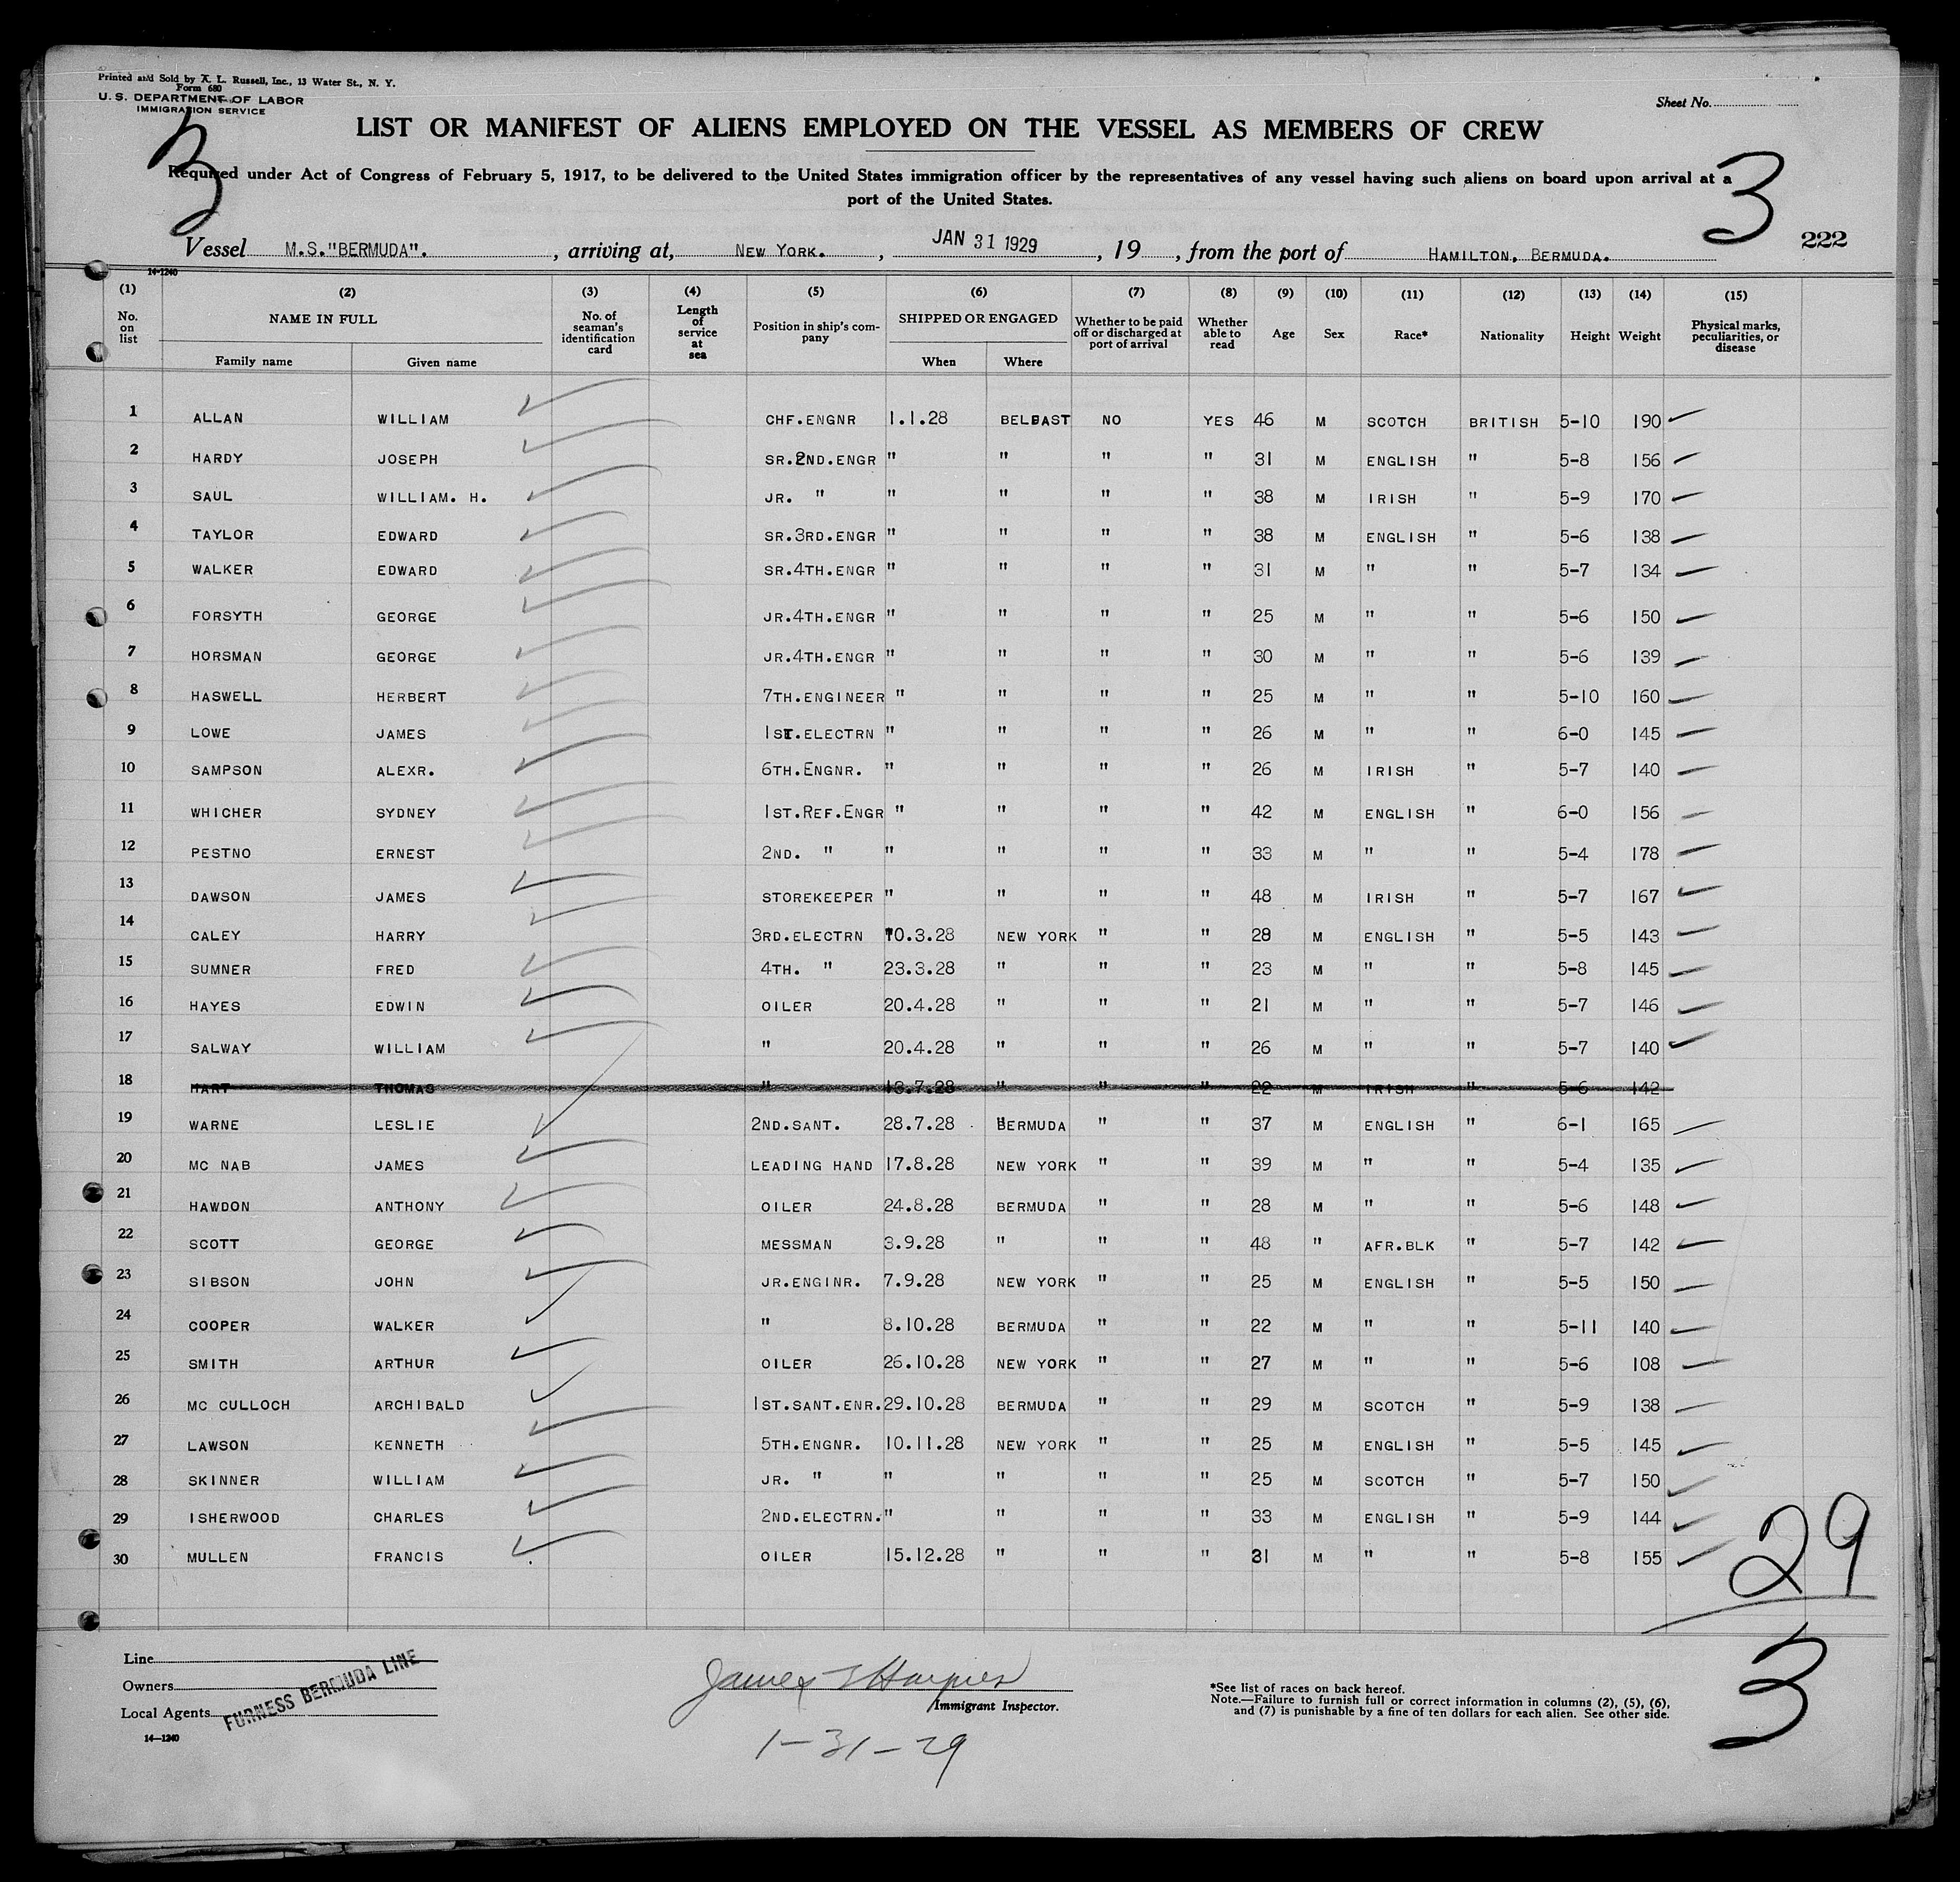 Printed and Sold by A. L. Russell, Inc., 13 Water St., N. Y.
Form 680
U. S. DEPARTMENT OF LABOR
IMMIGRATION SERVICE
Sheet No.
LIST OR MANIFEST OF ALIENS EMPLOYED ON THE VESSEL AS MEMBERS OF CREW
3
3
Required under Act of Congress of February 5, 1917, to be delivered to the United States immigration officer by the representatives of any vessel having such aliens on board upon arrival at a
port of the United States.
Vessel M.S."BERMUDA". , arriving at, NEW YORK. , JAN 31 1929 , 19 , from the port of HAMILTON, BERMUDA. 222
14-1240
(1) (2) (3) (4) (5) (6) (7) (8) (9) (10) (11) (12) (13) (14) (15)
No. on list NAME IN FULL Family name Given name No. of seaman's identification card Length of service at sea Position in ship's company SHIPPED OR ENGAGED When Where Whether to be paid off or discharged at port of arrival Whether able to read Age Sex Race* Nationality Height Weight Physical marks, peculiarities, or disease
1 ALLAN WILLIAM CHF.ENGNR 1.1.28 BELFAST NO YES 46 M SCOTCH BRITISH 5-10 190
2 HARDY JOSEPH SR.2ND.ENGR " " " " 31 M ENGLISH " 5-8 156
3 SAUL WILLIAM. H. JR. " " " " " 38 M IRISH " 5-9 170
4 TAYLOR EDWARD SR.3RD.ENGR " " " " 38 M ENGLISH " 5-6 138
5 WALKER EDWARD SR.4TH.ENGR " " " " 31 M " " 5-7 134
6 FORSYTH GEORGE JR.4TH.ENGR " " " " 25 M " " 5-6 150
7 HORSMAN GEORGE JR.4TH.ENGR " " " " 30 M " " 5-6 139
8 HASWELL HERBERT 7TH.ENGINEER " " " " 25 M " " 5-10 160
9 LOWE JAMES 1ST.ELECTRN " " " " 26 M " " 6-0 145
10 SAMPSON ALEXR. 6TH.ENGNR. " " " " 26 M IRISH " 5-7 140
11 WHICHER SYDNEY 1ST.REF.ENGR " " " " 42 M ENGLISH " 6-0 156
12 PESTNO ERNEST 2ND. " " " " " 33 M " " 5-4 178
13 DAWSON JAMES STOREKEEPER " " " " 48 M IRISH " 5-7 167
14 CALEY HARRY 3RD.ELECTRN 10.3.28 NEW YORK " " 28 M ENGLISH " 5-5 143
15 SUMNER FRED 4TH. " 23.3.28 " " " 23 M " " 5-8 145
16 HAYES EDWIN OILER 20.4.28 " " " 21 M " " 5-7 146
17 SALWAY WILLIAM " 20.4.28 " " " 26 M " " 5-7 140
18 HART THOMAS " 13.7.28 " " " 22 M IRISH " 5-6 142
19 WARNE LESLIE 2ND.SANT. 28.7.28 BERMUDA " " 37 M ENGLISH " 6-1 165
20 MC NAB JAMES LEADING HAND 17.8.28 NEW YORK " " 39 M " " 5-4 135
21 HAWDON ANTHONY OILER 24.8.28 BERMUDA " " 28 M " " 5-6 148
22 SCOTT GEORGE MESSMAN 3.9.28 " " " 48 " AFR.BLK " 5-7 142
23 SIBSON JOHN JR.ENGINR. 7.9.28 NEW YORK " " 25 M ENGLISH " 5-5 150
24 COOPER WALKER " 8.10.28 BERMUDA " " 22 M " " 5-11 140
25 SMITH ARTHUR OILER 26.10.28 NEW YORK " " 27 M " " 5-6 108
26 MC CULLOCH ARCHIBALD 1ST.SANT.ENR. 29.10.28 BERMUDA " " 29 M SCOTCH " 5-9 138
27 LAWSON KENNETH 5TH.ENGNR. 10.11.28 NEW YORK " " 25 M ENGLISH " 5-5 145
28 SKINNER WILLIAM JR. " " " " " 25 M SCOTCH " 5-7 150
29 ISHERWOOD CHARLES 2ND.ELECTRN. " " " " 33 M ENGLISH " 5-9 144
30 MULLEN FRANCIS OILER 15.12.28 " " " 31 M " " 5-8 155
29
3
Line
Owners
Local Agents
FURNESS BERMUDA LINE
14-1240
James
Immigrant Inspector.
1-31-29
*See list of races on back hereof.
Note.—Failure to furnish full or correct information in columns (2), (5), (6),
and (7) is punishable by a fine of ten dollars for each alien. See other side.